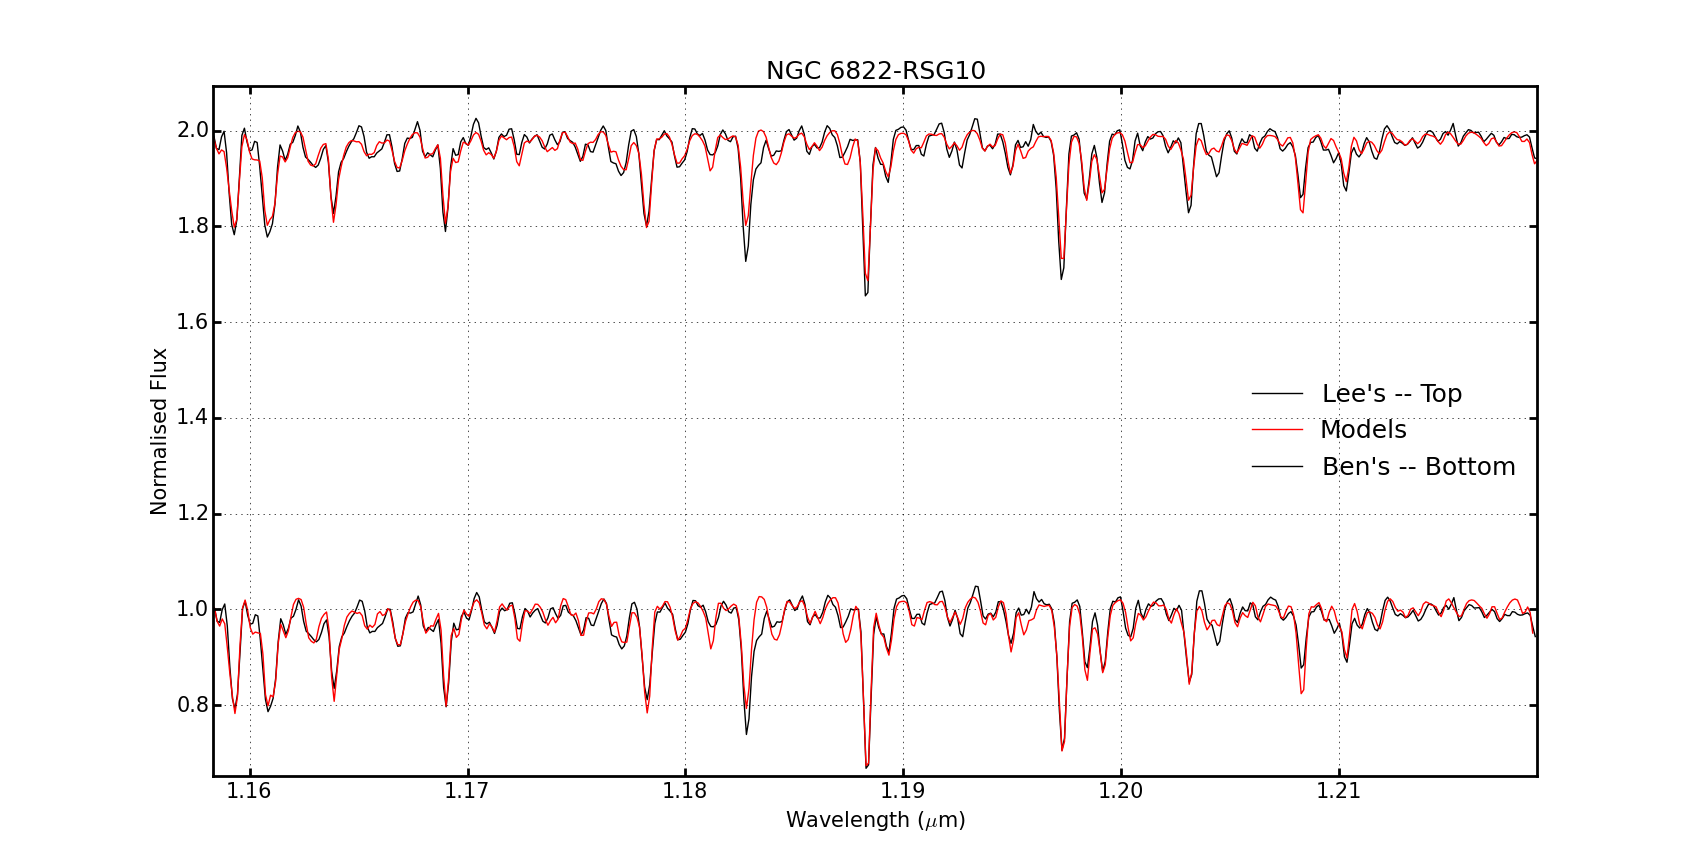 NGC 6822-RSG10
2.0
1.8
1.6
1.4
1.2
1.0
0.8
Normalised Flux
Lee's -- Top
Models
Ben's -- Bottom
1.16 1.17 1.18 1.19 1.20 1.21
Wavelength (μm)